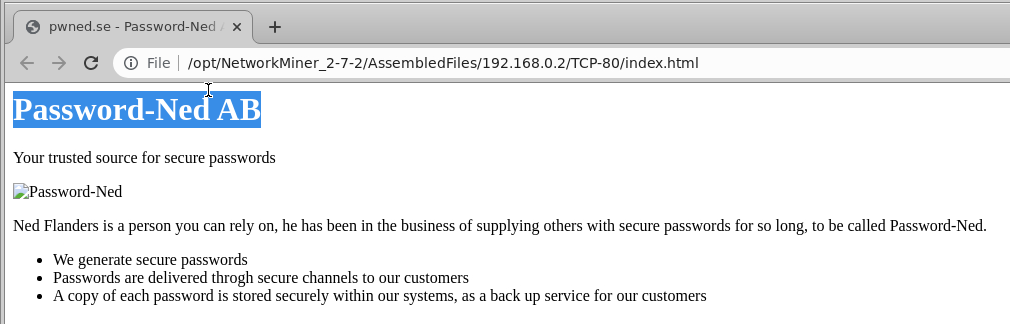 pwned.se - Password-Ned A
File
/opt/NetworkMiner_2-7-2/AssembledFiles/192.168.0.2/TCP-80/index.html
Password-Ned AB
Your trusted source for secure passwords
Password-Ned
Ned Flanders is a person you can rely on, he has been in the business of supplying others with secure passwords for so long, to be called Password-Ned.
• We generate secure passwords
• Passwords are delivered throgh secure channels to our customers
• A copy of each password is stored securely within our systems, as a back up service for our customers